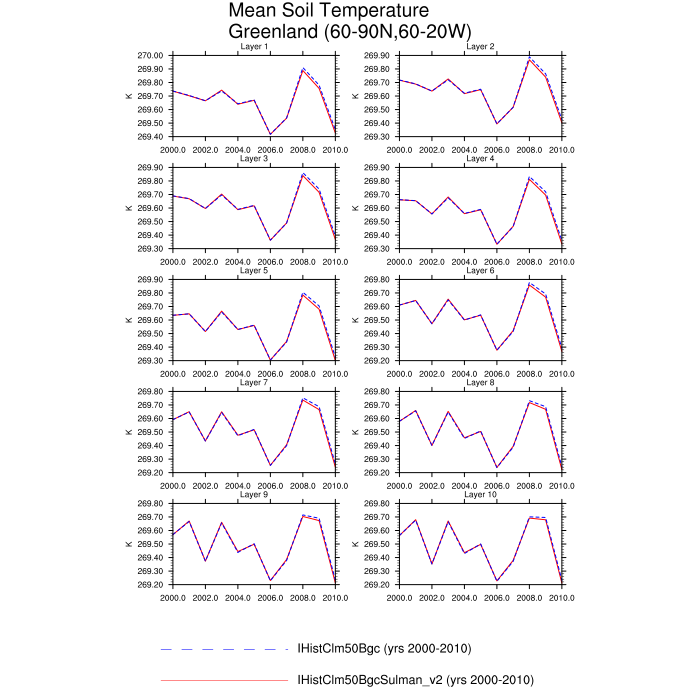 Mean Soil Temperature
Greenland (60-90N,60-20W)
Layer 1
270.00
269.90
269.80
269.70
269.60
269.50
269.40
K
2000.0 2002.0 2004.0 2006.0 2008.0 2010.0
Layer 2
269.90
269.80
269.70
269.60
269.50
269.40
269.30
K
2000.0 2002.0 2004.0 2006.0 2008.0 2010.0
Layer 3
269.90
269.80
269.70
269.60
269.50
269.40
269.30
K
2000.0 2002.0 2004.0 2006.0 2008.0 2010.0
Layer 4
269.90
269.80
269.70
269.60
269.50
269.40
269.30
K
2000.0 2002.0 2004.0 2006.0 2008.0 2010.0
Layer 5
269.90
269.80
269.70
269.60
269.50
269.40
269.30
K
2000.0 2002.0 2004.0 2006.0 2008.0 2010.0
Layer 6
269.80
269.70
269.60
269.50
269.40
269.30
269.20
K
2000.0 2002.0 2004.0 2006.0 2008.0 2010.0
Layer 7
269.80
269.70
269.60
269.50
269.40
269.30
269.20
K
2000.0 2002.0 2004.0 2006.0 2008.0 2010.0
Layer 8
269.80
269.70
269.60
269.50
269.40
269.30
269.20
K
2000.0 2002.0 2004.0 2006.0 2008.0 2010.0
Layer 9
269.80
269.70
269.60
269.50
269.40
269.30
269.20
K
2000.0 2002.0 2004.0 2006.0 2008.0 2010.0
Layer 10
269.80
269.70
269.60
269.50
269.40
269.30
269.20
K
2000.0 2002.0 2004.0 2006.0 2008.0 2010.0
IHistClm50Bgc (yrs 2000-2010)
IHistClm50BgcSulman_v2 (yrs 2000-2010)